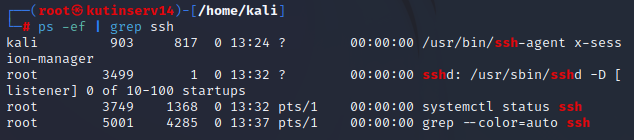 ┌──(root㉿kutinserv14)-[/home/kali]
└─# ps -ef | grep ssh
kali         903     817  0 13:24 ?        00:00:00 /usr/bin/ssh-agent x-sess
ion-manager
root        3499       1  0 13:32 ?        00:00:00 sshd: /usr/sbin/sshd -D [
listener] 0 of 10-100 startups
root        3749    1368  0 13:32 pts/1    00:00:00 systemctl status ssh
root        5001    4285  0 13:37 pts/1    00:00:00 grep --color=auto ssh